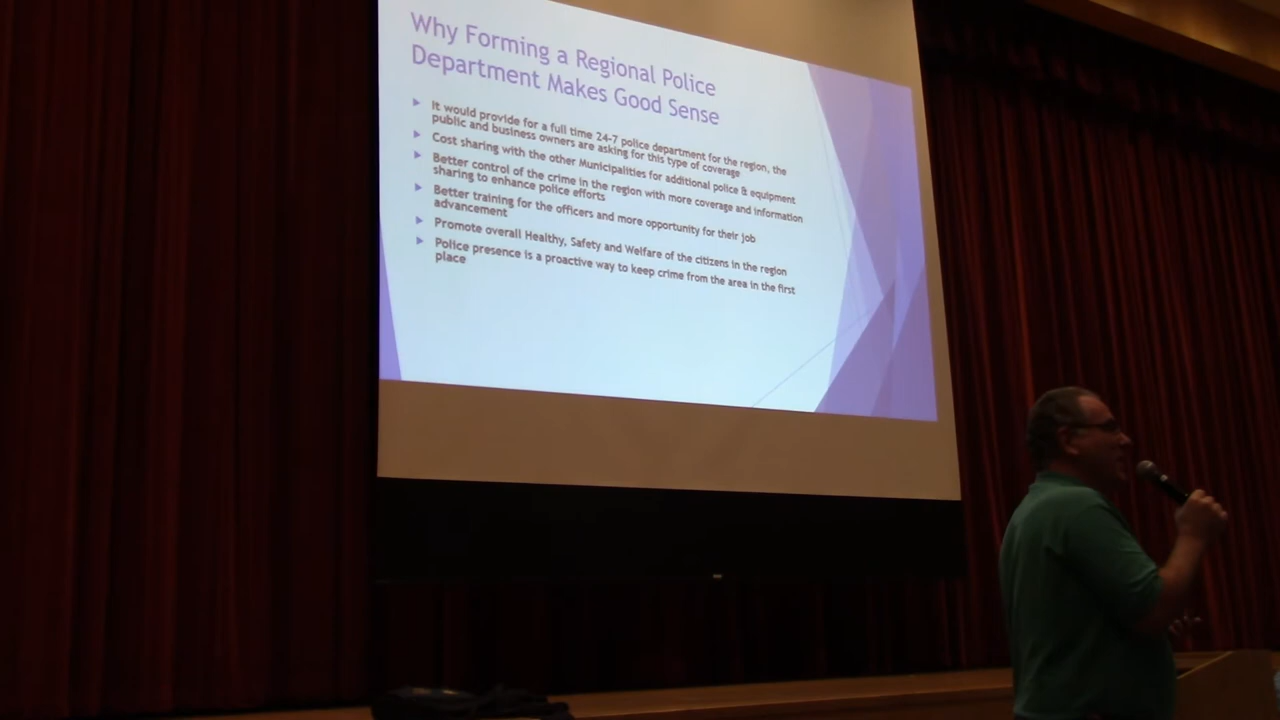 Why Forming a Regional Police
Department Makes Good Sense
It would provide for a full time 24-7 police department for the region, the
public and business owners are asking for this type of coverage
Cost sharing with the other Municipalities for additional police & equipment
Better control of the crime in the region with more coverage and information
sharing to enhance police efforts
Better training for the officers and more opportunity for their job
advancement
Promote overall Healthy, Safety and Welfare of the citizens in the region
Police presence is a proactive way to keep crime from the area in the first
place